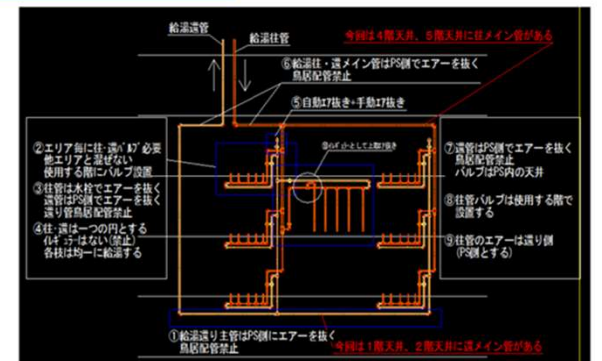 給湯還管
給湯往管
今回は4階天井、5階天井に往メイン管がある
⑥給湯往・還メイン管はPS側でエアーを抜く
鳥居配管禁止
⑤自動ｴｱ抜き+手動ｴｱ抜き
②エリア毎に往・還ﾊﾞﾙﾌﾞ必要
他エリアと混ぜない
使用する階にバルブ設置
③往管は水栓でエアーを抜く
還管はPS側でエアーを抜く
返り管鳥居配管禁止
④往・還は一つの円とする
ｲﾚｷﾞｭﾗｰはない(禁止)
各枝は均一に給湯する
として上部ｴｱ抜き
⑦還管はPS側でエアーを抜く
鳥居配管禁止
バルブはPS内の天井
⑧往管バルブは使用する階で
設置する
⑨往管のエアーは返り側
(PS側とする)
①給湯返り主管はPS側にエアーを抜く
鳥居配管禁止
今回は1階天井、2階天井に還メイン管がある